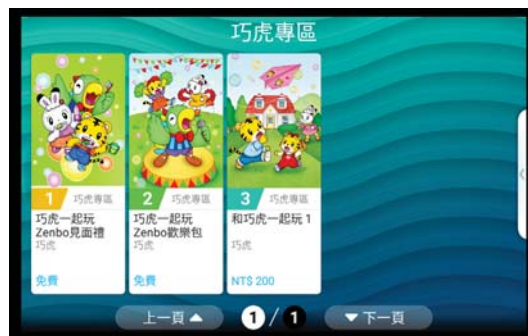 巧虎專區
1 巧虎專區
巧虎一起玩
Zenbo見面禮
巧虎
免費
2 巧虎專區
巧虎一起玩
Zenbo歡樂包
巧虎
免費
3 巧虎專區
和巧虎一起玩 1
巧虎
NT$ 200
上一頁 1 / 1 下一頁